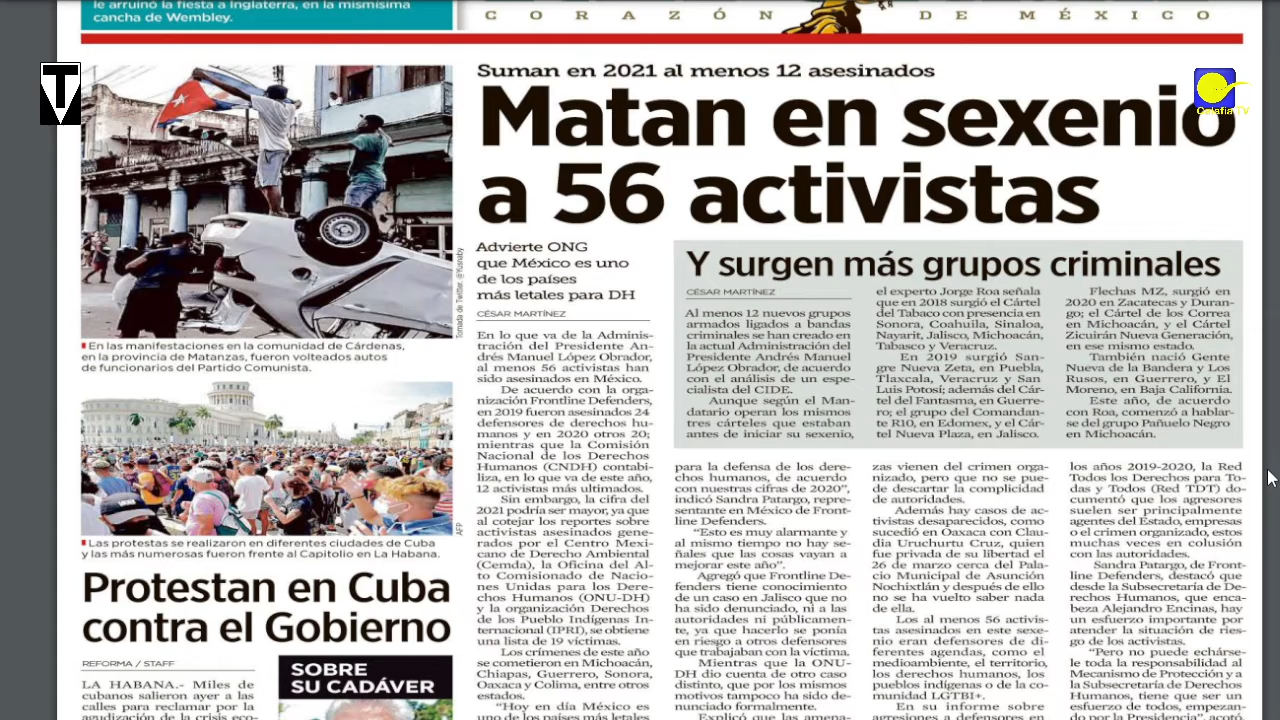 le arruinó la fiesta a Inglaterra, en la mismísima
cancha de Wembley.
CORAZÓN DE MÉXICO
T
Calafia TV
Tomada de Twitter: @Yusnaby
En las manifestaciones en la comunidad de Cárdenas,
en la provincia de Matanzas, fueron volteados autos
de funcionarios del Partido Comunista.
AFP
Las protestas se realizaron en diferentes ciudades de Cuba
y las más numerosas fueron frente al Capitolio en La Habana.
Protestan en Cuba
contra el Gobierno
REFORMA / STAFF
LA HABANA.- Miles de
cubanos salieron ayer a las
calles para reclamar por la
agudización de la crisis eco-
SOBRE
SU CADÁVER
Suman en 2021 al menos 12 asesinados
Matan en sexenio
a 56 activistas
Advierte ONG
que México es uno
de los países
más letales para DH
CÉSAR MARTÍNEZ
En lo que va de la Adminis-
tración del Presidente An-
drés Manuel López Obrador,
al menos 56 activistas han
sido asesinados en México.
De acuerdo con la orga-
nización Frontline Defenders,
en 2019 fueron asesinados 24
defensores de derechos hu-
manos y en 2020 otros 20;
mientras que la Comisión
Nacional de los Derechos
Humanos (CNDH) contabi-
liza, en lo que va de este año,
12 activistas más ultimados.
Sin embargo, la cifra del
2021 podría ser mayor, ya que
al cotejar los reportes sobre
activistas asesinados gene-
rados por el Centro Mexi-
cano de Derecho Ambiental
(Cemda), la Oficina del Al-
to Comisionado de Nacio-
nes Unidas para los Dere-
chos Humanos (ONU-DH)
y la organización Derechos
de los Pueblo Indígenas In-
ternacional (IPRI), se obtiene
una lista de 19 víctimas.
Los crímenes de este año
se cometieron en Michoacán,
Chiapas, Guerrero, Sonora,
Oaxaca y Colima, entre otros
estados.
"Hoy en día México es
uno de los países más letales
Y surgen más grupos criminales
CÉSAR MARTÍNEZ
Al menos 12 nuevos grupos
armados ligados a bandas
criminales se han creado en
la actual Administración del
Presidente Andrés Manuel
López Obrador, de acuerdo
con el análisis de un espe-
cialista del CIDE.
Aunque según el Man-
datario operan los mismos
tres cárteles que estaban
antes de iniciar su sexenio,
el experto Jorge Roa señala
que en 2018 surgió el Cártel
del Tabaco con presencia en
Sonora, Coahuila, Sinaloa,
Nayarit, Jalisco, Michoacán,
Tabasco y Veracruz.
En 2019 surgió San-
gre Nueva Zeta, en Puebla,
Tlaxcala, Veracruz y San
Luis Potosí; además del Cár-
tel del Fantasma, en Guerre-
ro; el grupo del Comandan-
te R10, en Edomex, y el Cár-
tel Nueva Plaza, en Jalisco.
Flechas MZ, surgió en
2020 en Zacatecas y Duran-
go; el Cártel de los Correa
en Michoacán, y el Cártel
Zicuirán Nueva Generación,
en ese mismo estado.
También nació Gente
Nueva de la Bandera y Los
Rusos, en Guerrero, y El
Moreno, en Baja California.
Este año, de acuerdo
con Roa, comenzó a hablar-
se del grupo Pañuelo Negro
en Michoacán.
para la defensa de los dere-
chos humanos, de acuerdo
con nuestras cifras de 2020",
indicó Sandra Patargo, repre-
sentante en México de Front-
line Defenders.
"Esto es muy alarmante y
al mismo tiempo no hay se-
ñales que las cosas vayan a
mejorar este año".
Agregó que Frontline De-
fenders tiene conocimiento
de un caso en Jalisco que no
ha sido denunciado, ni a las
autoridades ni públicamen-
te, ya que hacerlo se ponía
en riesgo a otros defensores
que trabajaban con la víctima.
Mientras que la ONU-
DH dio cuenta de otro caso
distinto, que por los mismos
motivos tampoco ha sido de-
nunciado formalmente.
Explicó que las amena-
zas vienen del crimen orga-
nizado, pero que no se pue-
de descartar la complicidad
de autoridades.
Además hay casos de ac-
tivistas desaparecidos, como
sucedió en Oaxaca con Clau-
dia Uruchurtu Cruz, quien
fue privada de su libertad el
26 de marzo cerca del Pala-
cio Municipal de Asunción
Nochixtlán y después de ello
no se ha vuelto saber nada
de ella.
Los al menos 56 activis-
tas asesinados en este sexe-
nio eran defensores de di-
ferentes agendas, como el
medioambiente, el territorio,
los derechos humanos, los
pueblos indígenas o de la co-
munidad LGTBI+.
En su informe sobre
agresiones a defensores en
los años 2019-2020, la Red
Todos los Derechos para To-
das y Todos (Red TDT) do-
cumentó que los agresores
suelen ser principalmente
agentes del Estado, empresas
o el crimen organizado, estos
muchas veces en colusión
con las autoridades.
Sandra Patargo, de Front-
line Defenders, destacó que
desde la Subsecretaría de De-
rechos Humanos, que enca-
beza Alejandro Encinas, hay
un esfuerzo importante por
atender la situación de ries-
go de los activistas.
"Pero no puede echárse-
le toda la responsabilidad al
Mecanismo de Protección y a
la Subsecretaría de Derechos
Humanos, tiene que ser un
esfuerzo de todos, empezan-
do por la Presidencia", acotó